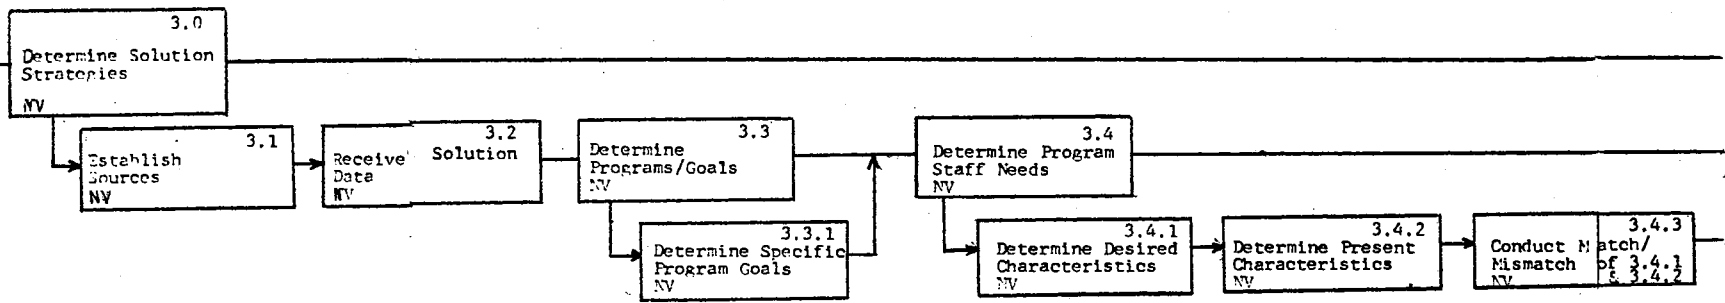 3.0
Determine Solution
Strategies
NV
3.1
Establish
Sources
NV
3.2
Receive Solution
Data
NV
3.3
Determine
Programs/Goals
NV
3.3.1
Determine Specific
Program Goals
NV
3.4
Determine Program
Staff Needs
NV
3.4.1
Determine Desired
Characteristics
NV
3.4.2
Determine Present
Characteristics
NV
3.4.3
Conduct Match/
Mismatch of 3.4.1
& 3.4.2
NV